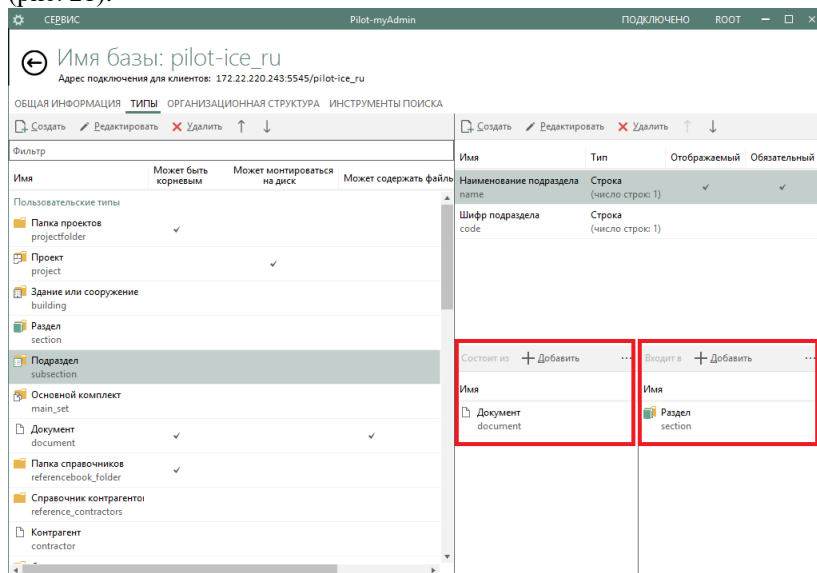 (рис. 21).
СЕРВИС Pilot-myAdmin ПОДКЛЮЧЕНО ROOT
Имя базы: pilot-ice_ru
Адрес подключения для клиентов: 172.22.220.243:5545/pilot-ice_ru
ОБЩАЯ ИНФОРМАЦИЯ ТИПЫ ОРГАНИЗАЦИОННАЯ СТРУКТУРА ИНСТРУМЕНТЫ ПОИСКА
Создать Редактировать Удалить
Фильтр
Имя Может быть корневым Может монтироваться на диск Может содержать файлы
Пользовательские типы
Папка проектов
projectfolder
Проект
project
Здание или сооружение
building
Раздел
section
Подраздел
subsection
Основной комплект
main_set
Документ
document
Папка справочников
referencebook_folder
Справочник контрагентов
reference_contractors
Контрагент
contractor
Создать Редактировать Удалить
Имя Тип Отображаемый Обязательный
Наименование подраздела Строка
name (число строк: 1)
Шифр подраздела Строка
code (число строк: 1)
Состоит из Добавить ...
Имя
Документ
document
Входит в Добавить ...
Имя
Раздел
section